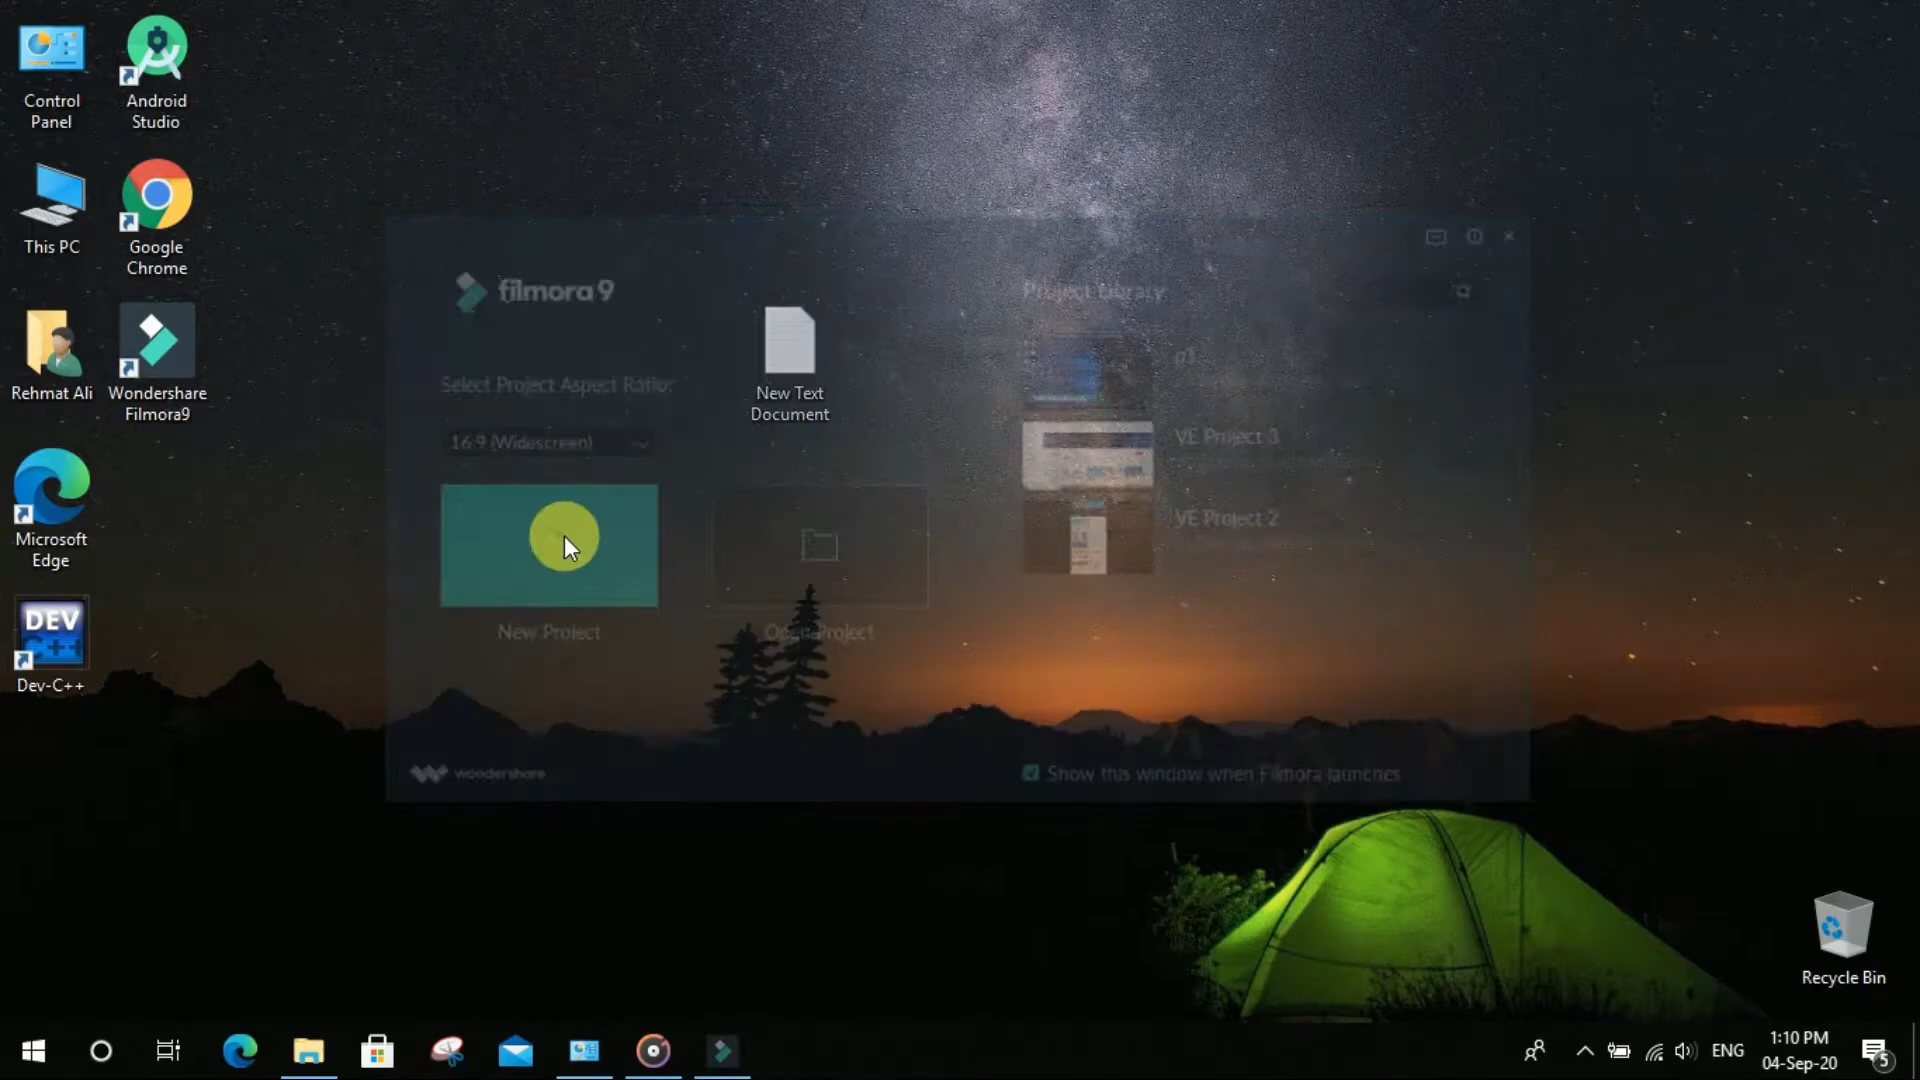 Control
Panel
Android
Studio
This PC
Google
Chrome
Rehmat Ali
Wondershare
Filmora9
Microsoft
Edge
DEV
C++
Dev-C++
filmora9
Select Project Aspect Ratio:
16:9 (Widescreen)
New Project
Open Project
New Text
Document
Project Library
p1
VE Project 3
VE Project 2
wondershare
Show this window when Filmora launches
Recycle Bin
ENG
1:10 PM
04-Sep-20
5